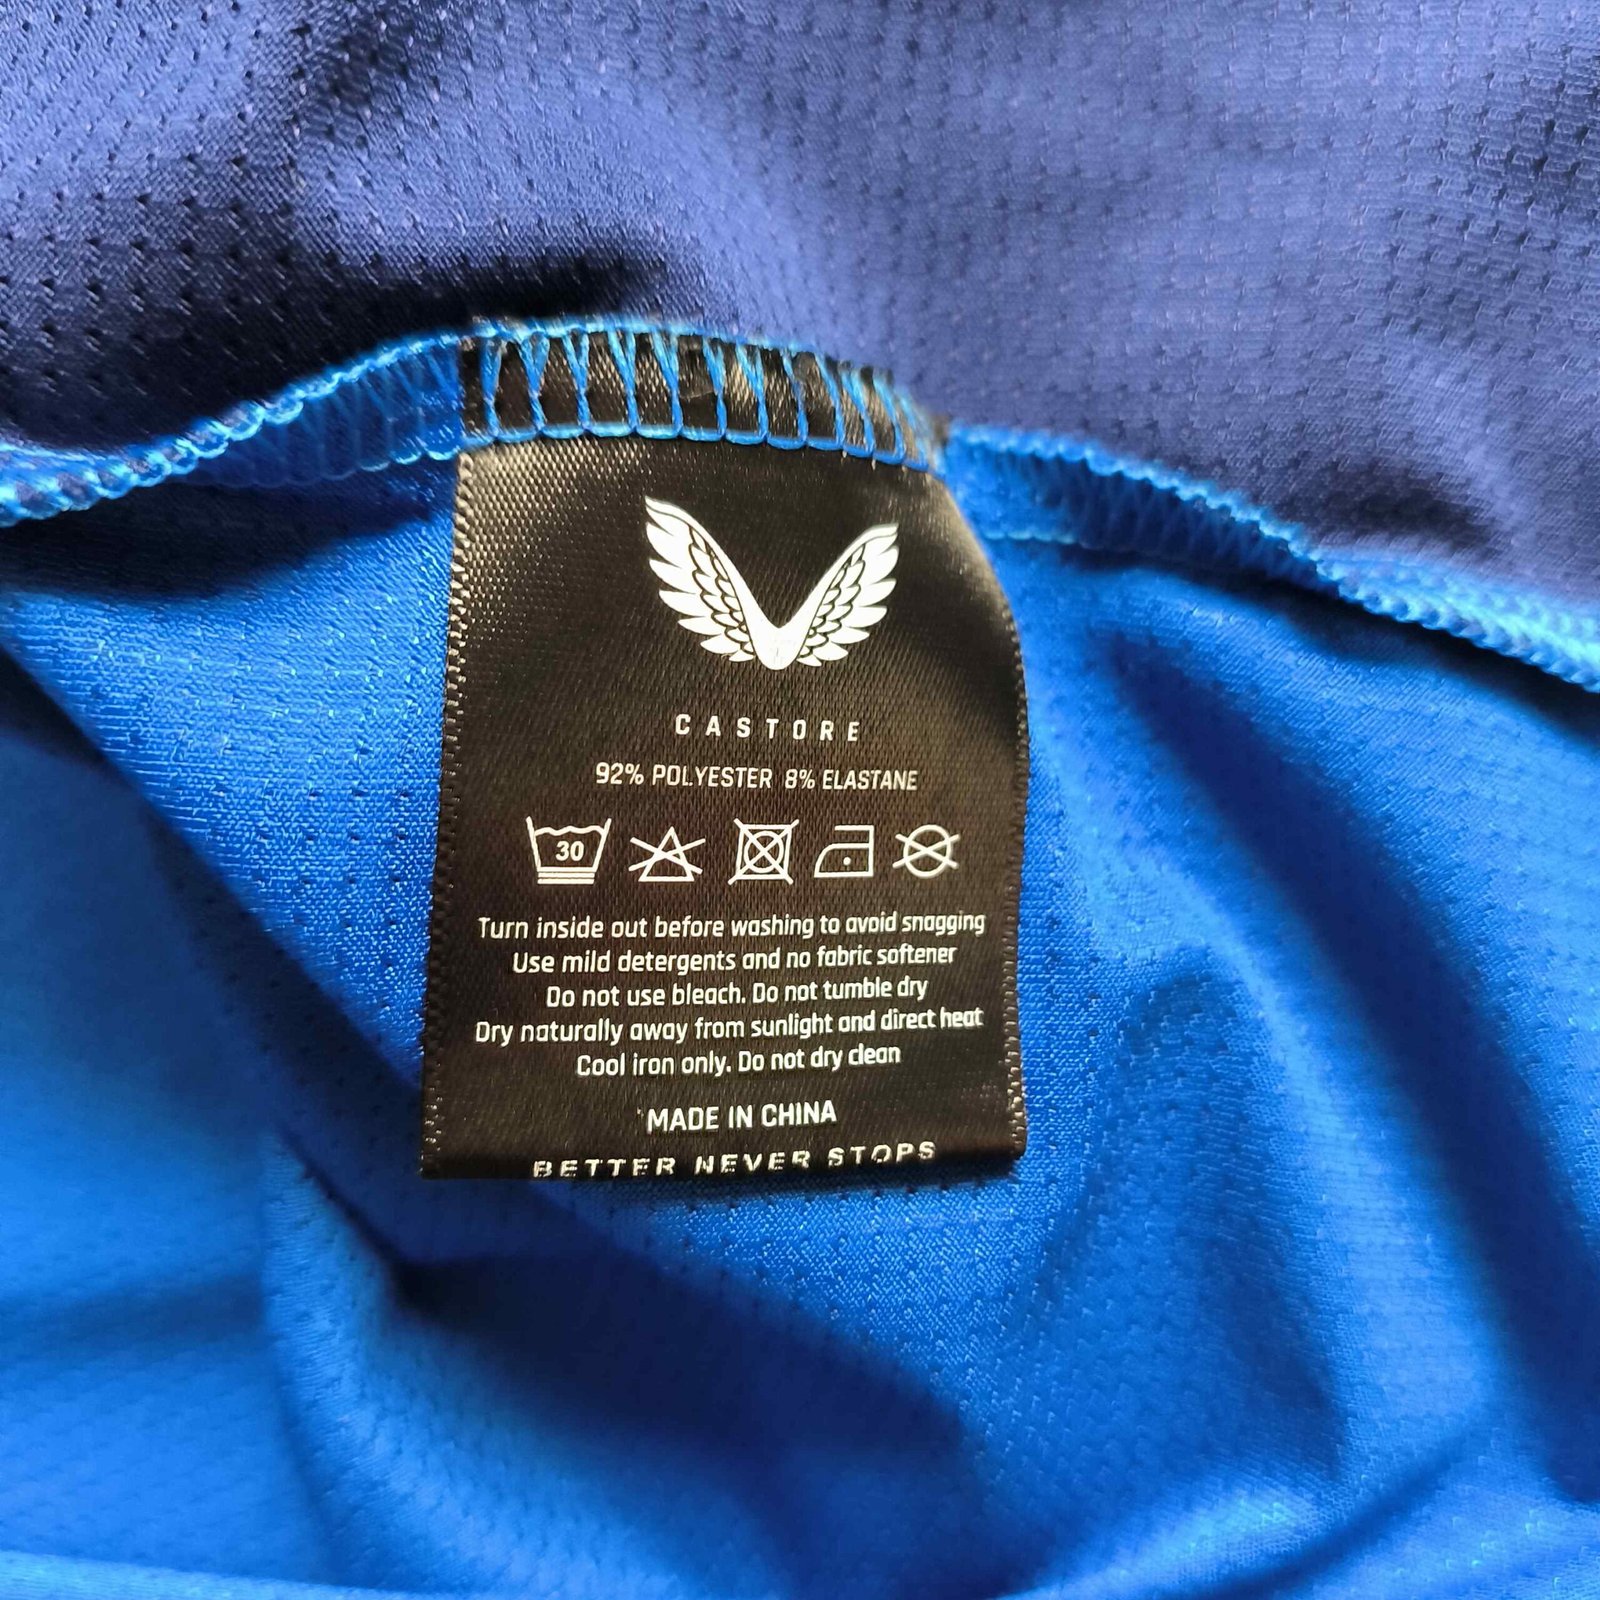 CASTORE
92% POLYESTER 8% ELASTANE
30
Turn inside out before washing to avoid snagging
Use mild detergents and no fabric softener
Do not use bleach. Do not tumble dry
Dry naturally away from sunlight and direct heat
Cool iron only. Do not dry clean
MADE IN CHINA
BETTER NEVER STOPS